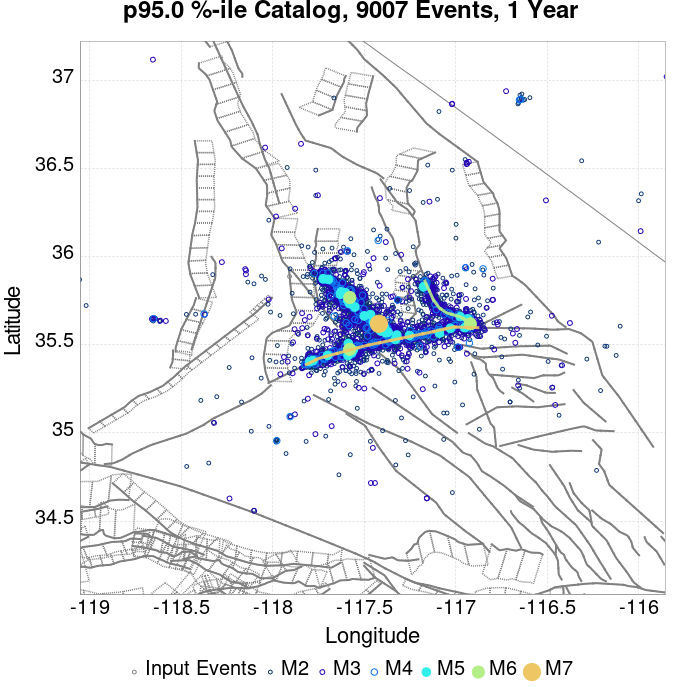 p95.0 %-ile Catalog, 9007 Events, 1 Year
37
36.5
36
35.5
35
34.5
Latitude
-119 -118.5 -118 -117.5 -117 -116.5 -116
Longitude
Input Events M2 M3 M4 M5 M6 M7